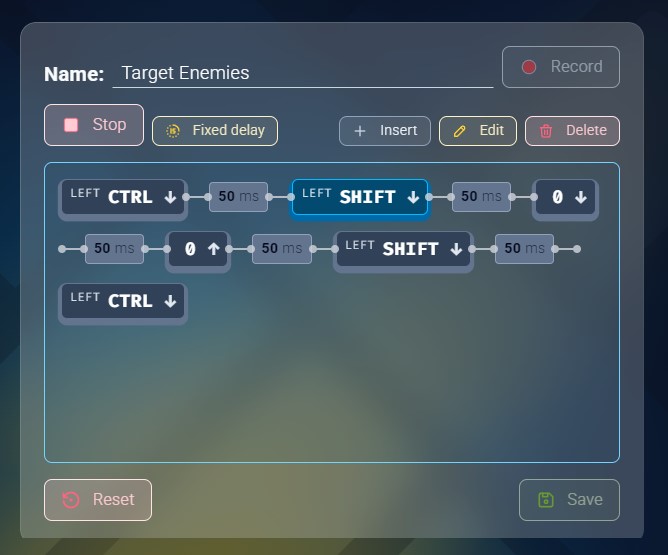 Name: Target Enemies Record
Stop Fixed delay Insert Edit Delete
LEFT CTRL ↓ 50 ms LEFT SHIFT ↓ 50 ms 0 ↓
50 ms 0 ↑ 50 ms LEFT SHIFT ↓ 50 ms
LEFT CTRL ↓
Reset Save